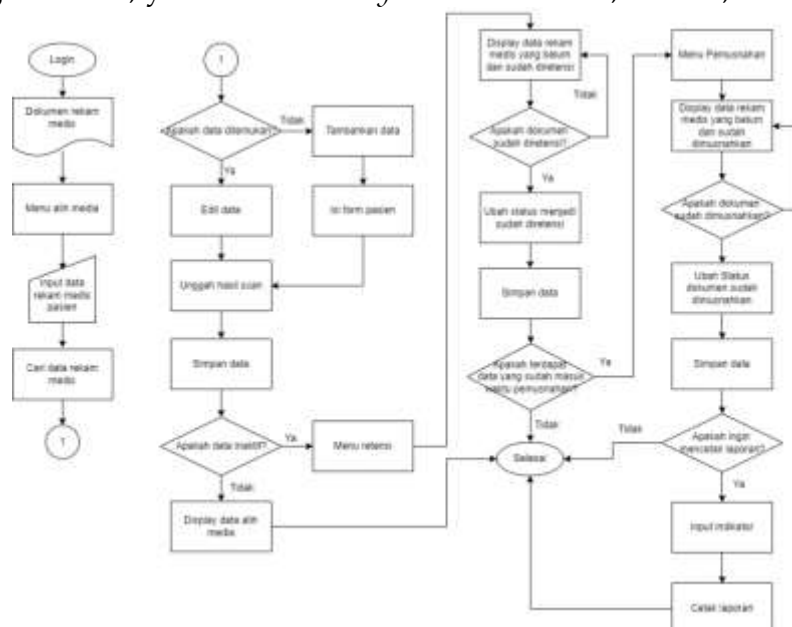 Login
Dokumen rekam
medis
Menu alih media
Input data
rekam medis
pasien
Cari data rekam
medis
1
1
Apakah data ditemukan?
Tidak
Tambahkan data
Ya
Edit data
Isi form pasien
Unggah hasil scan
Simpan data
Apakah data inaktif?
Ya
Menu retensi
Tidak
Display data alih
media
Display data rekam
medis yang belum
dan sudah diretensi
Tidak
Apakah dokumen
sudah diretensi?
Ya
Ubah status menjadi
sudah diretensi
Simpan data
Apakah terdapat
data yang sudah masuk
waktu pemusnahan?
Ya
Tidak
Selesai
Menu Pemusnahan
Display data rekam
medis yang belum
dan sudah
dimusnahkan
Apakah dokumen
sudah dimusnahkan?
Ubah Status
dokumen sudah
dimusnahkan
Simpan data
Apakah ingin
mencetak laporan?
Tidak
Ya
Input indikator
Cetak laporan